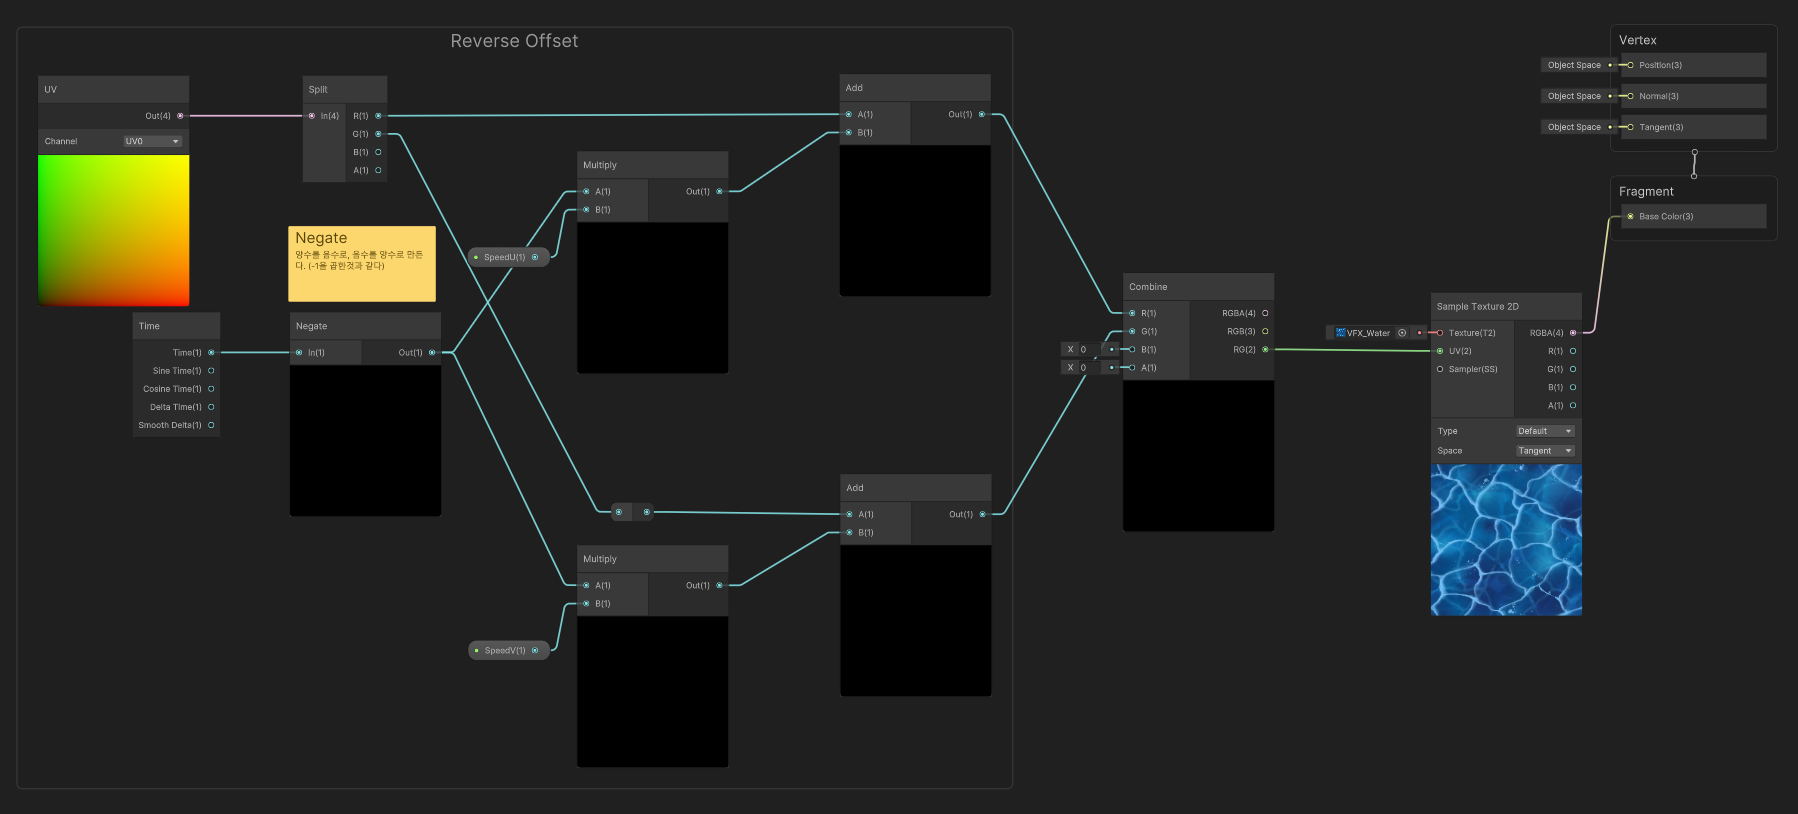 Reverse Offset
UV
Out(4)
Channel
UV0
Split
In(4)
R(1)
G(1)
B(1)
A(1)
Negate
양수를 음수로, 음수를 양수로 만든
다. (-1을 곱한것과 같다)
Time
Time(1)
Sine Time(1)
Cosine Time(1)
Delta Time(1)
Smooth Delta(1)
Negate
In(1)
Out(1)
Multiply
A(1)
B(1)
Out(1)
SpeedU(1)
Multiply
A(1)
B(1)
Out(1)
SpeedV(1)
Add
A(1)
B(1)
Out(1)
Add
A(1)
B(1)
Out(1)
Combine
R(1)
G(1)
X 0
B(1)
X 0
A(1)
RGBA(4)
RGB(3)
RG(2)
VFX_Water
Sample Texture 2D
Texture(T2)
UV(2)
Sampler(SS)
RGBA(4)
R(1)
G(1)
B(1)
A(1)
Type
Default
Space
Tangent
Vertex
Object Space
Position(3)
Object Space
Normal(3)
Object Space
Tangent(3)
Fragment
Base Color(3)